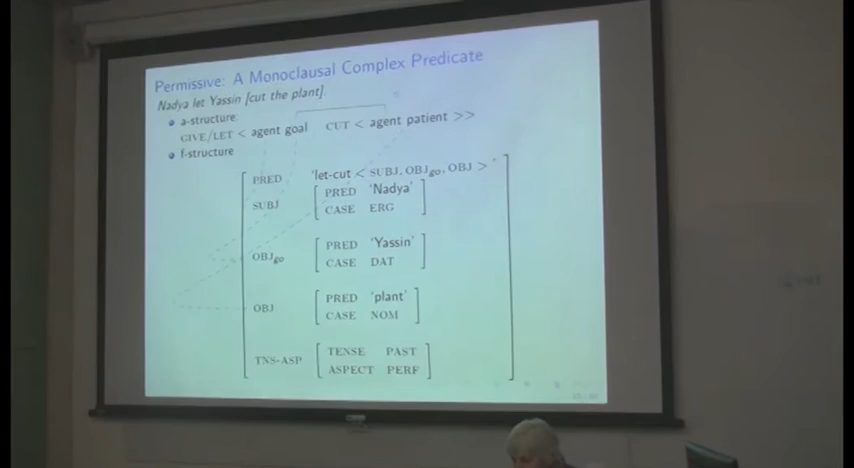 Permissive: A Monoclausal Complex Predicate
Nadya let Yassin [cut the plant].
a-structure:
GIVE/LET < agent goal CUT < agent patient >>
f-structure
PRED 'let-cut < SUBJ, OBJgo, OBJ > '
SUBJ PRED 'Nadya'
CASE ERG
OBJgo PRED 'Yassin'
CASE DAT
OBJ PRED 'plant'
CASE NOM
TNS-ASP TENSE PAST
ASPECT PERF